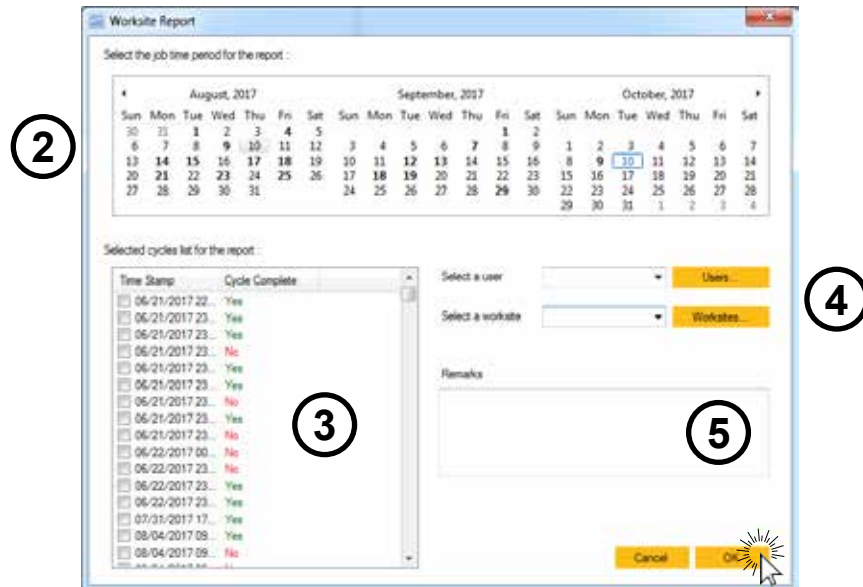 Worksite Report
Select the job time period for the report :
August, 2017 September, 2017 October, 2017
Sun Mon Tue Wed Thu Fri Sat Sun Mon Tue Wed Thu Fri Sat Sun Mon Tue Wed Thu Fri Sat
30 31 1 2 3 4 5 1 2
6 7 8 9 10 11 12 3 4 5 6 7 8 9 1 2 3 4 5 6 7
13 14 15 16 17 18 19 10 11 12 13 14 15 16 8 9 10 11 12 13 14
20 21 22 23 24 25 26 17 18 19 20 21 22 23 15 16 17 18 19 20 21
27 28 29 30 31 24 25 26 27 28 29 30 22 23 24 25 26 27 28
29 30 31 1 2 3 4
2
Selected cycles list for the report :
Time Stamp Cycle Complete
06/21/2017 22... Yes
06/21/2017 23... Yes
06/21/2017 23... Yes
06/21/2017 23... No
06/21/2017 23... Yes
06/21/2017 23... Yes
06/21/2017 23... No
06/21/2017 23... Yes
06/21/2017 23... No
06/22/2017 00... No
06/22/2017 23... No
06/22/2017 23... Yes
06/22/2017 23... Yes
07/31/2017 17... Yes
08/04/2017 09... Yes
08/04/2017 09... No
3
Select a user Users...
Select a worksite Worksites...
4
Remarks
5
Cancel OK